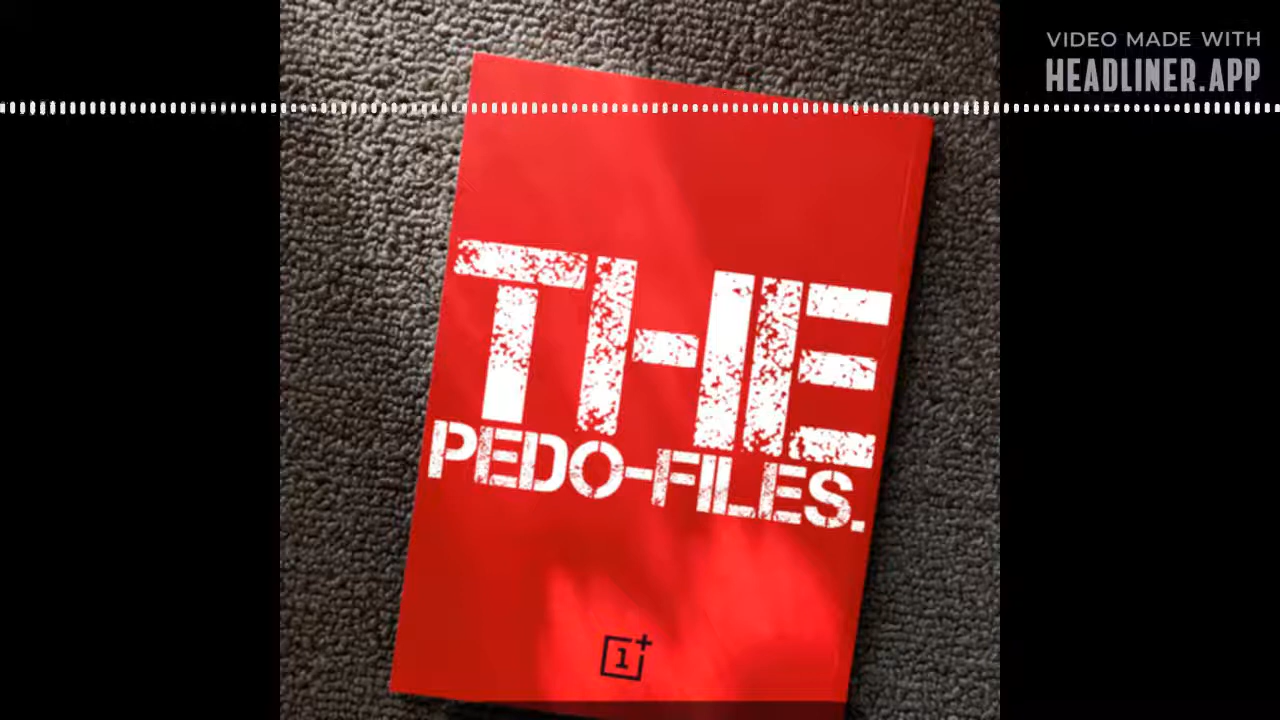 VIDEO MADE WITH
HEADLINER.APP
THE
PEDO-FILES.
1+